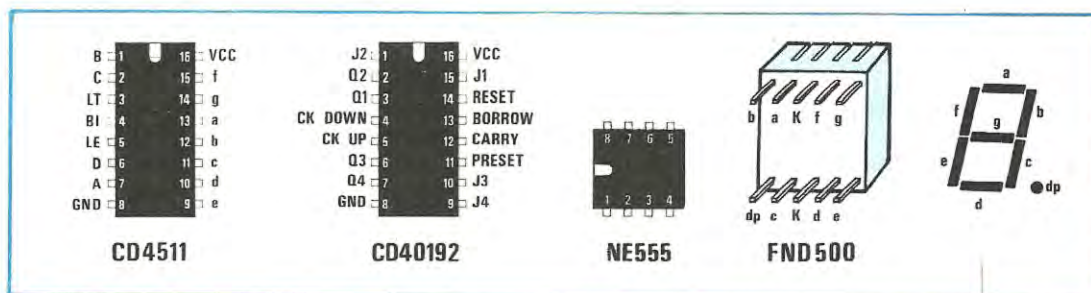 B 1 16 VCC
C 2 15 f
LT 3 14 g
BI 4 13 a
LE 5 12 b
D 6 11 c
A 7 10 d
GND 8 9 e
CD4511
J2 1 16 VCC
Q2 2 15 J1
Q1 3 14 RESET
CK DOWN 4 13 BORROW
CK UP 5 12 CARRY
Q3 6 11 PRESET
Q4 7 10 J3
GND 8 9 J4
CD40192
8 7 6 5
1 2 3 4
NE555
b a K f g
dp c K d e
FND500
a
f b
g
e c
dp
d